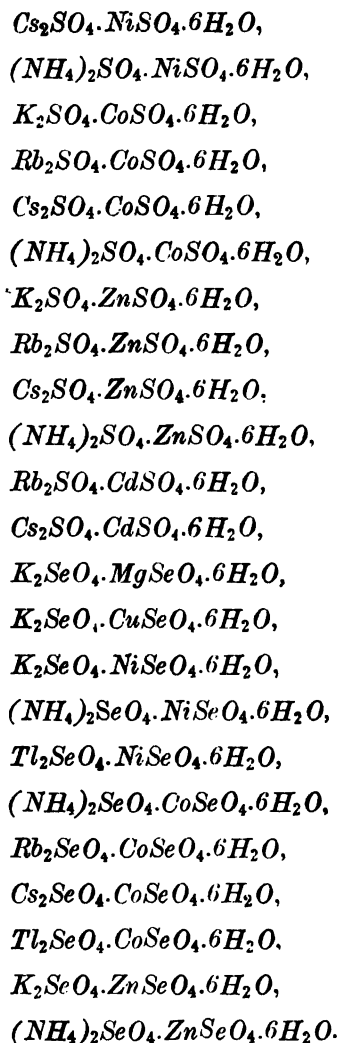 Cs₂SO₄.NiSO₄.6H₂O,
(NH₄)₂SO₄.NiSO₄.6H₂O,
K₂SO₄.CoSO₄.6H₂O,
Rb₂SO₄.CoSO₄.6H₂O,
Cs₂SO₄.CoSO₄.6H₂O,
(NH₄)₂SO₄.CoSO₄.6H₂O,
K₂SO₄.ZnSO₄.6H₂O,
Rb₂SO₄.ZnSO₄.6H₂O,
Cs₂SO₄.ZnSO₄.6H₂O,
(NH₄)₂SO₄.ZnSO₄.6H₂O,
Rb₂SO₄.CdSO₄.6H₂O,
Cs₂SO₄.CdSO₄.6H₂O,
K₂SeO₄.MgSeO₄.6H₂O,
K₂SeO₄.CuSeO₄.6H₂O,
K₂SeO₄.NiSeO₄.6H₂O,
(NH₄)₂SeO₄.NiSeO₄.6H₂O,
Tl₂SeO₄.NiSeO₄.6H₂O,
(NH₄)₂SeO₄.CoSeO₄.6H₂O,
Rb₂SeO₄.CoSeO₄.6H₂O,
Cs₂SeO₄.CoSeO₄.6H₂O,
Tl₂SeO₄.CoSeO₄.6H₂O,
K₂SeO₄.ZnSeO₄.6H₂O,
(NH₄)₂SeO₄.ZnSeO₄.6H₂O.